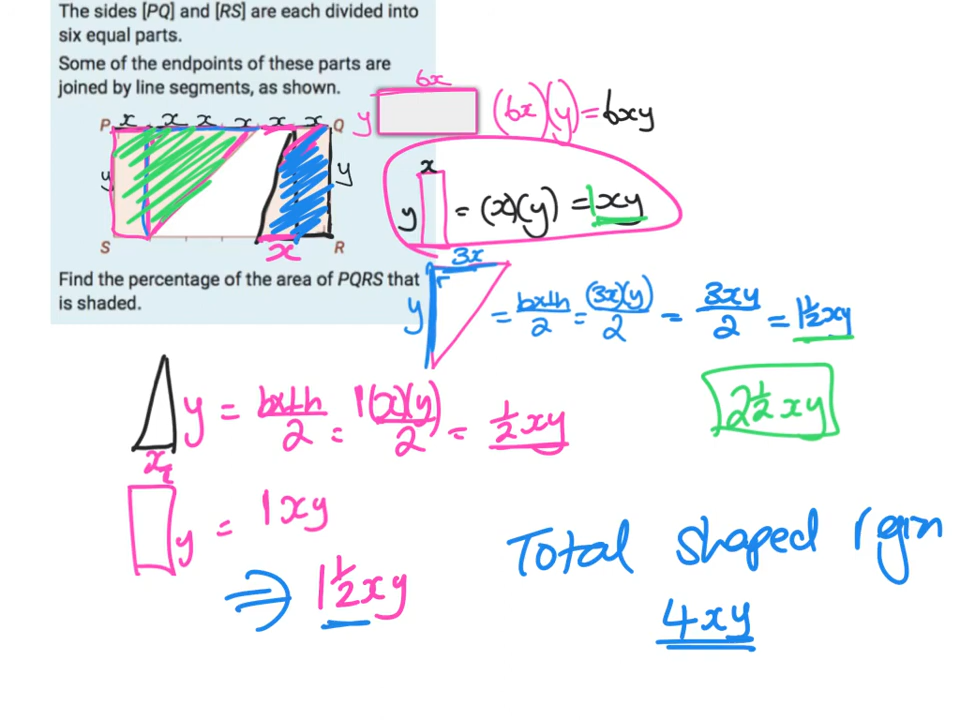 The sides [PQ] and [RS] are each divided into
six equal parts.
Some of the endpoints of these parts are
joined by line segments, as shown.
6x
y (6x)(y) = 6xy
P x x x x x x Q
y y
S x R
x
y = (x)(y) = 1xy
Find the percentage of the area of PQRS that
is shaded.
3x
y = bxth/2 = (3x)(y)/2 = 3xy/2 = 1½xy
2½xy
y = bxth/2 = 1(x)(y)/2 = ½xy
x
y = 1xy
⇒ 1½xy
Total shaped rgin
4xy